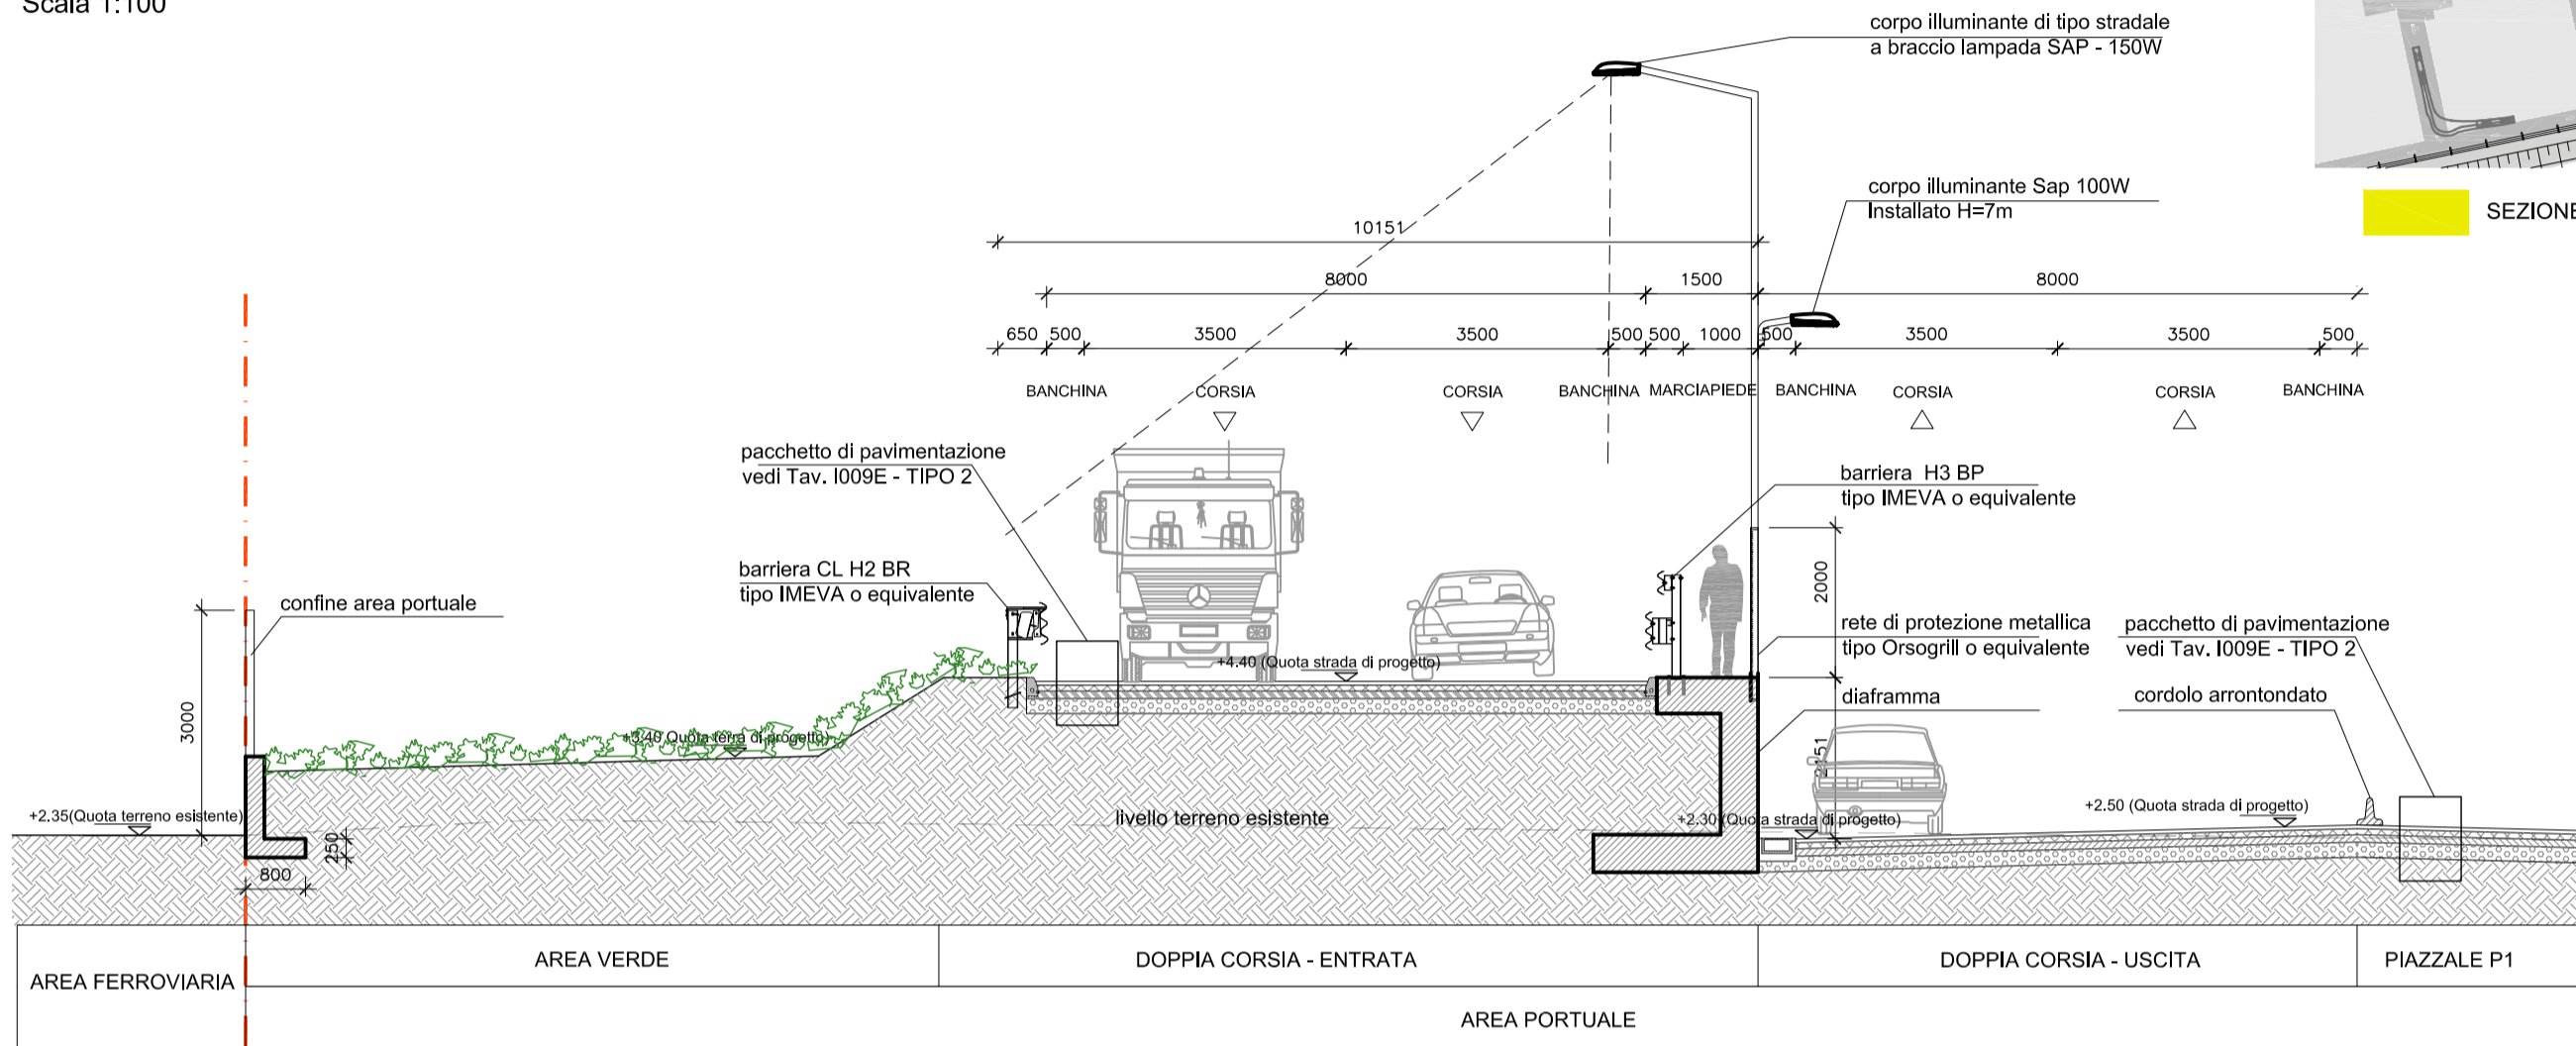 Scala 1:100
corpo illuminante di tipo stradale
a braccio lampada SAP - 150W
corpo illuminante Sap 100W
Installato H=7m
SEZIONE
10151
8000
1500
8000
650
500
3500
3500
500
500
1000
500
3500
3500
500
BANCHINA
CORSIA
CORSIA
BANCHINA
MARCIAPIEDE
BANCHINA
CORSIA
CORSIA
BANCHINA
pacchetto di pavimentazione
vedi Tav. I009E - TIPO 2
barriera H3 BP
tipo IMEVA o equivalente
barriera CL H2 BR
tipo IMEVA o equivalente
confine area portuale
2000
rete di protezione metallica
tipo Orsogrill o equivalente
pacchetto di pavimentazione
vedi Tav. I009E - TIPO 2
+4.40 (Quota strada di progetto)
diaframma
cordolo arrontondato
3000
+3.40 Quota terra di progetto)
+2.35(Quota terreno esistente)
livello terreno esistente
+2.30 (Quota strada di progetto)
+2.50 (Quota strada di progetto)
250
800
AREA FERROVIARIA
AREA VERDE
DOPPIA CORSIA - ENTRATA
DOPPIA CORSIA - USCITA
PIAZZALE P1
AREA PORTUALE